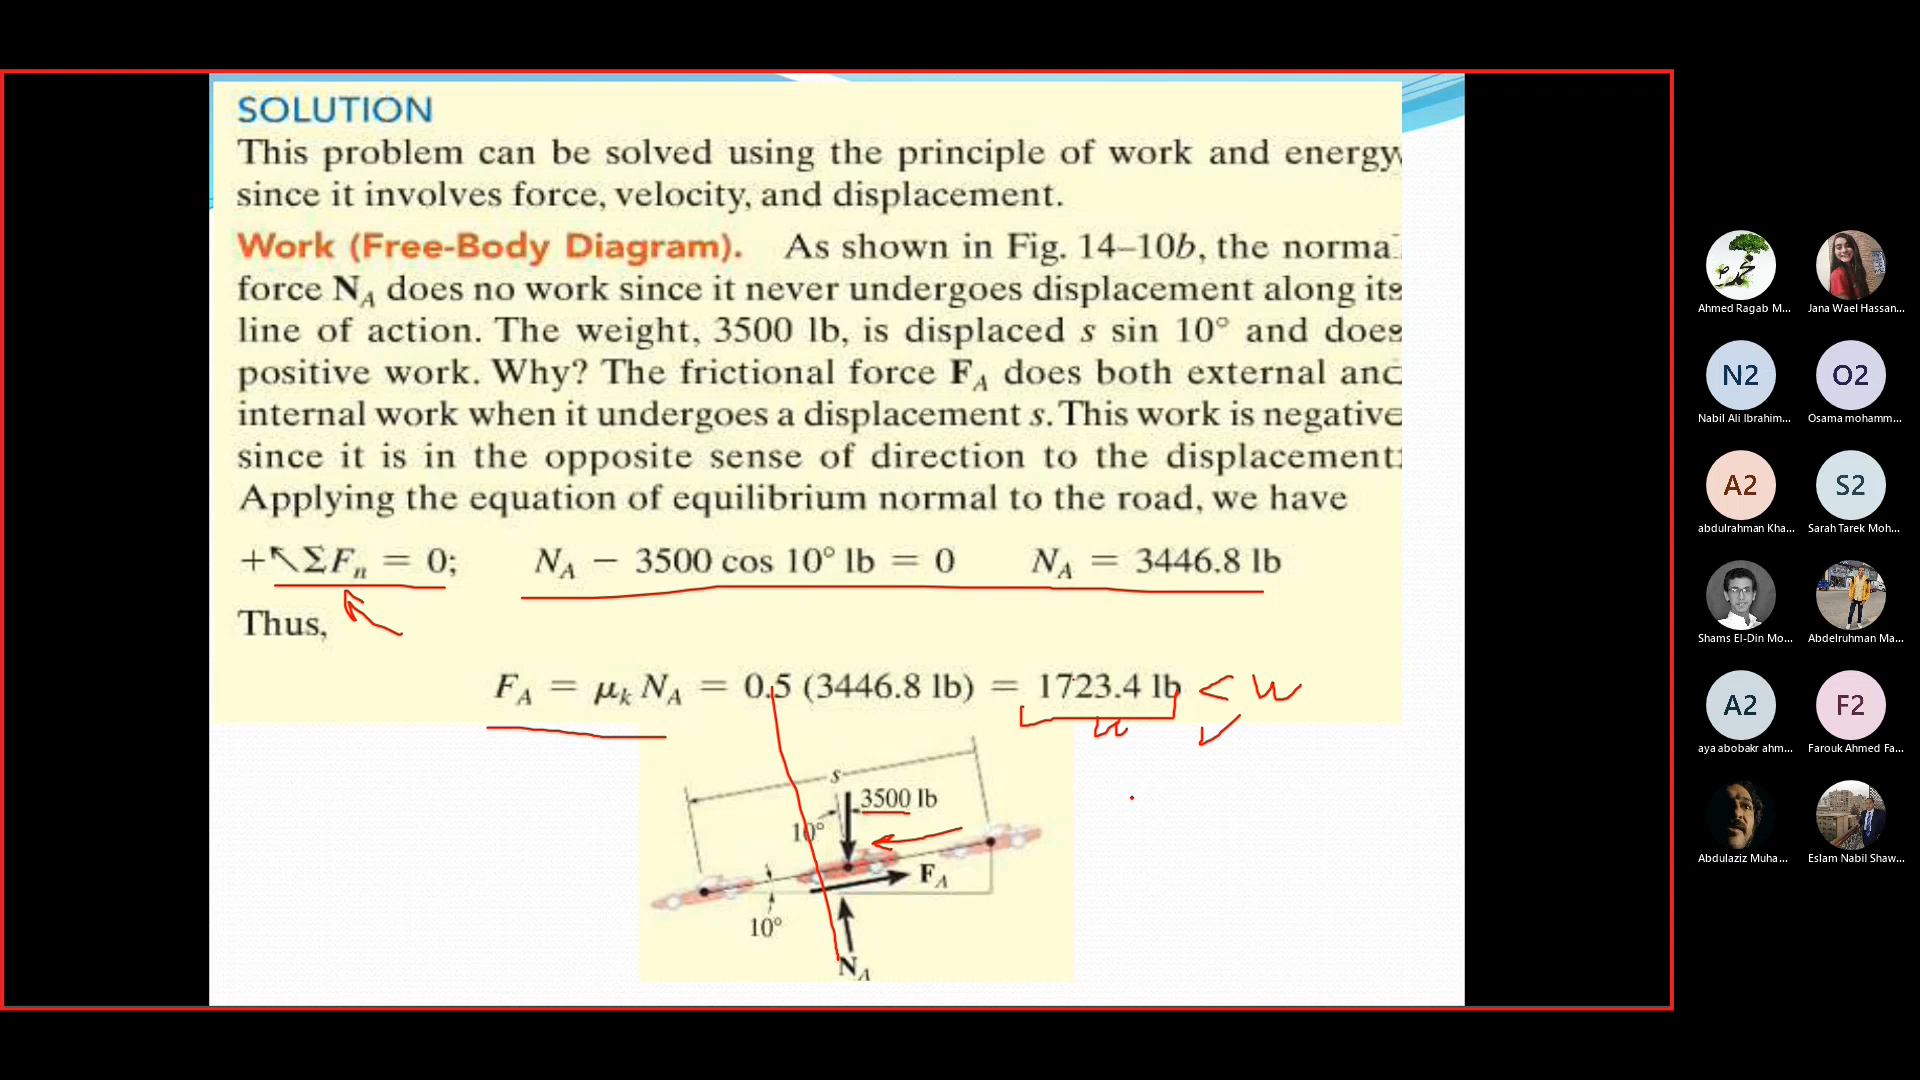 SOLUTION
This problem can be solved using the principle of work and energy
since it involves force, velocity, and displacement.
Work (Free-Body Diagram). As shown in Fig. 14–10b, the norma
force N_A does no work since it never undergoes displacement along its
line of action. The weight, 3500 lb, is displaced s sin 10° and does
positive work. Why? The frictional force F_A does both external and
internal work when it undergoes a displacement s. This work is negative
since it is in the opposite sense of direction to the displacement
Applying the equation of equilibrium normal to the road, we have
+↖ΣF_n = 0; N_A − 3500 cos 10° lb = 0 N_A = 3446.8 lb
Thus,
F_A = μ_k N_A = 0.5 (3446.8 lb) = 1723.4 lb < W
s
3500 lb
10°
F_A
10°
N_A
Ahmed Ragab M...
Jana Wael Hassan...
N2
Nabil Ali Ibrahim...
O2
Osama mohamm...
A2
abdulrahman Kha...
S2
Sarah Tarek Moh...
Shams El-Din Mo...
Abdelruhman Ma...
A2
aya abobakr ahm...
F2
Farouk Ahmed Fa...
Abdulaziz Muha...
Eslam Nabil Shaw...